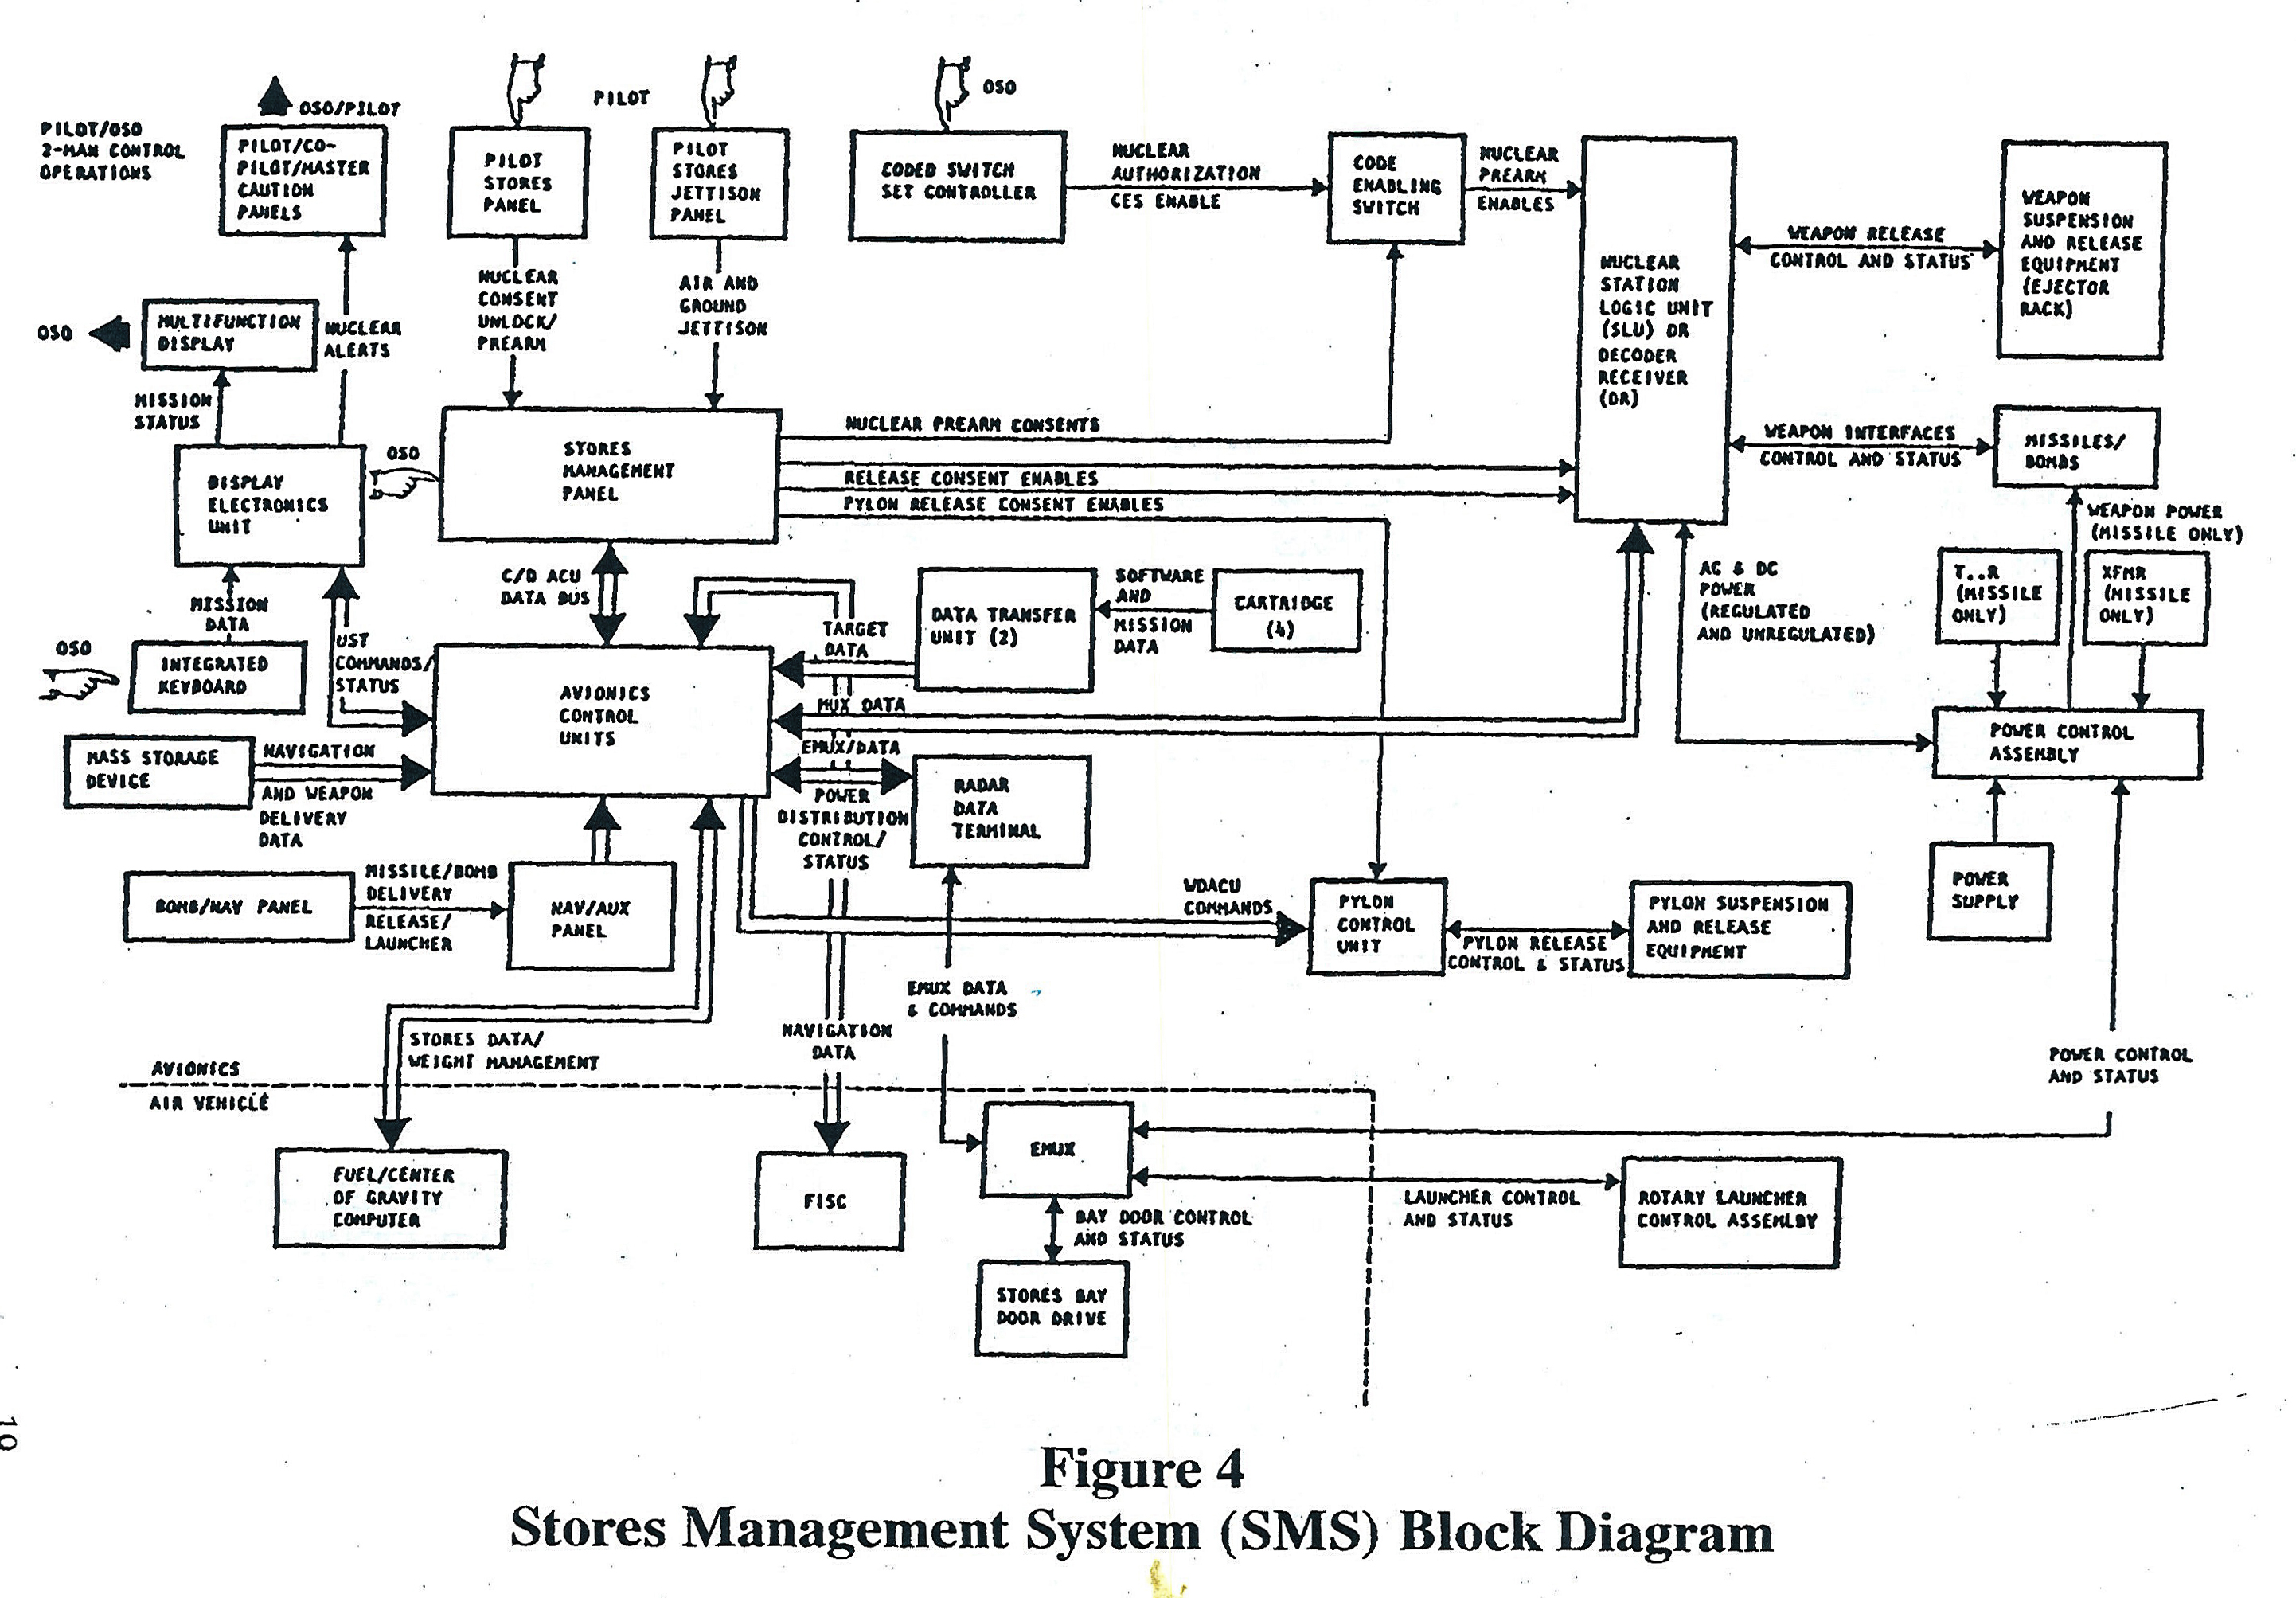 OSO/PILOT
PILOT/OSO
2-MAN CONTROL
OPERATIONS
PILOT/CO-
PILOT/MASTER
CAUTION
PANELS
PILOT
PILOT
STORES
PANEL
PILOT
STORES
JETTISON
PANEL
OSO
CODED SWITCH
SET CONTROLLER
NUCLEAR
AUTHORIZATION
CES ENABLE
CODE
ENABLING
SWITCH
NUCLEAR
PREARM
ENABLES
NUCLEAR
STATION
LOGIC UNIT
(SLU) OR
DECODER
RECEIVER
(DR)
WEAPON RELEASE
CONTROL AND STATUS
WEAPON
SUSPENSION
AND RELEASE
EQUIPMENT
(EJECTOR
RACK)
OSO
MULTIFUNCTION
DISPLAY
NUCLEAR
ALERTS
NUCLEAR
CONSENT
UNLOCK/
PREARM
AIR AND
GROUND
JETTISON
MISSION
STATUS
DISPLAY
ELECTRONICS
UNIT
OSO
STORES
MANAGEMENT
PANEL
NUCLEAR PREARM CONSENTS
RELEASE CONSENT ENABLES
PYLON RELEASE CONSENT ENABLES
WEAPON INTERFACES
CONTROL AND STATUS
MISSILES/
BOMBS
WEAPON POWER
(MISSILE ONLY)
MISSION
DATA
C/D ACU
DATA BUS
TARGET
DATA
DATA TRANSFER
UNIT (2)
SOFTWARE
AND
MISSION
DATA
CARTRIDGE
(4)
AC & DC
POWER
(REGULATED
AND UNREGULATED)
T..R
(MISSILE
ONLY)
XFMR
(MISSILE
ONLY)
OSO
INTEGRATED
KEYBOARD
UST
COMMANDS/
STATUS
AVIONICS
CONTROL
UNITS
MUX DATA
EMUX/DATA
POWER
DISTRIBUTION
CONTROL/
STATUS
RADAR
DATA
TERMINAL
POWER CONTROL
ASSEMBLY
MASS STORAGE
DEVICE
NAVIGATION
AND WEAPON
DELIVERY
DATA
BOMB/NAV PANEL
MISSILE/BOMB
DELIVERY
RELEASE/
LAUNCHER
NAV/AUX
PANEL
WDACU
COMMANDS
PYLON
CONTROL
UNIT
PYLON RELEASE
CONTROL & STATUS
PYLON SUSPENSION
AND RELEASE
EQUIPMENT
POWER
SUPPLY
EMUX DATA
& COMMANDS
NAVIGATION
DATA
STORES DATA/
WEIGHT MANAGEMENT
POWER CONTROL
AND STATUS
AVIONICS
AIR VEHICLE
FUEL/CENTER
OF GRAVITY
COMPUTER
FISC
EMUX
LAUNCHER CONTROL
AND STATUS
ROTARY LAUNCHER
CONTROL ASSEMLBY
BAY DOOR CONTROL
AND STATUS
STORES BAY
DOOR DRIVE
Figure 4
Stores Management System (SMS) Block Diagram